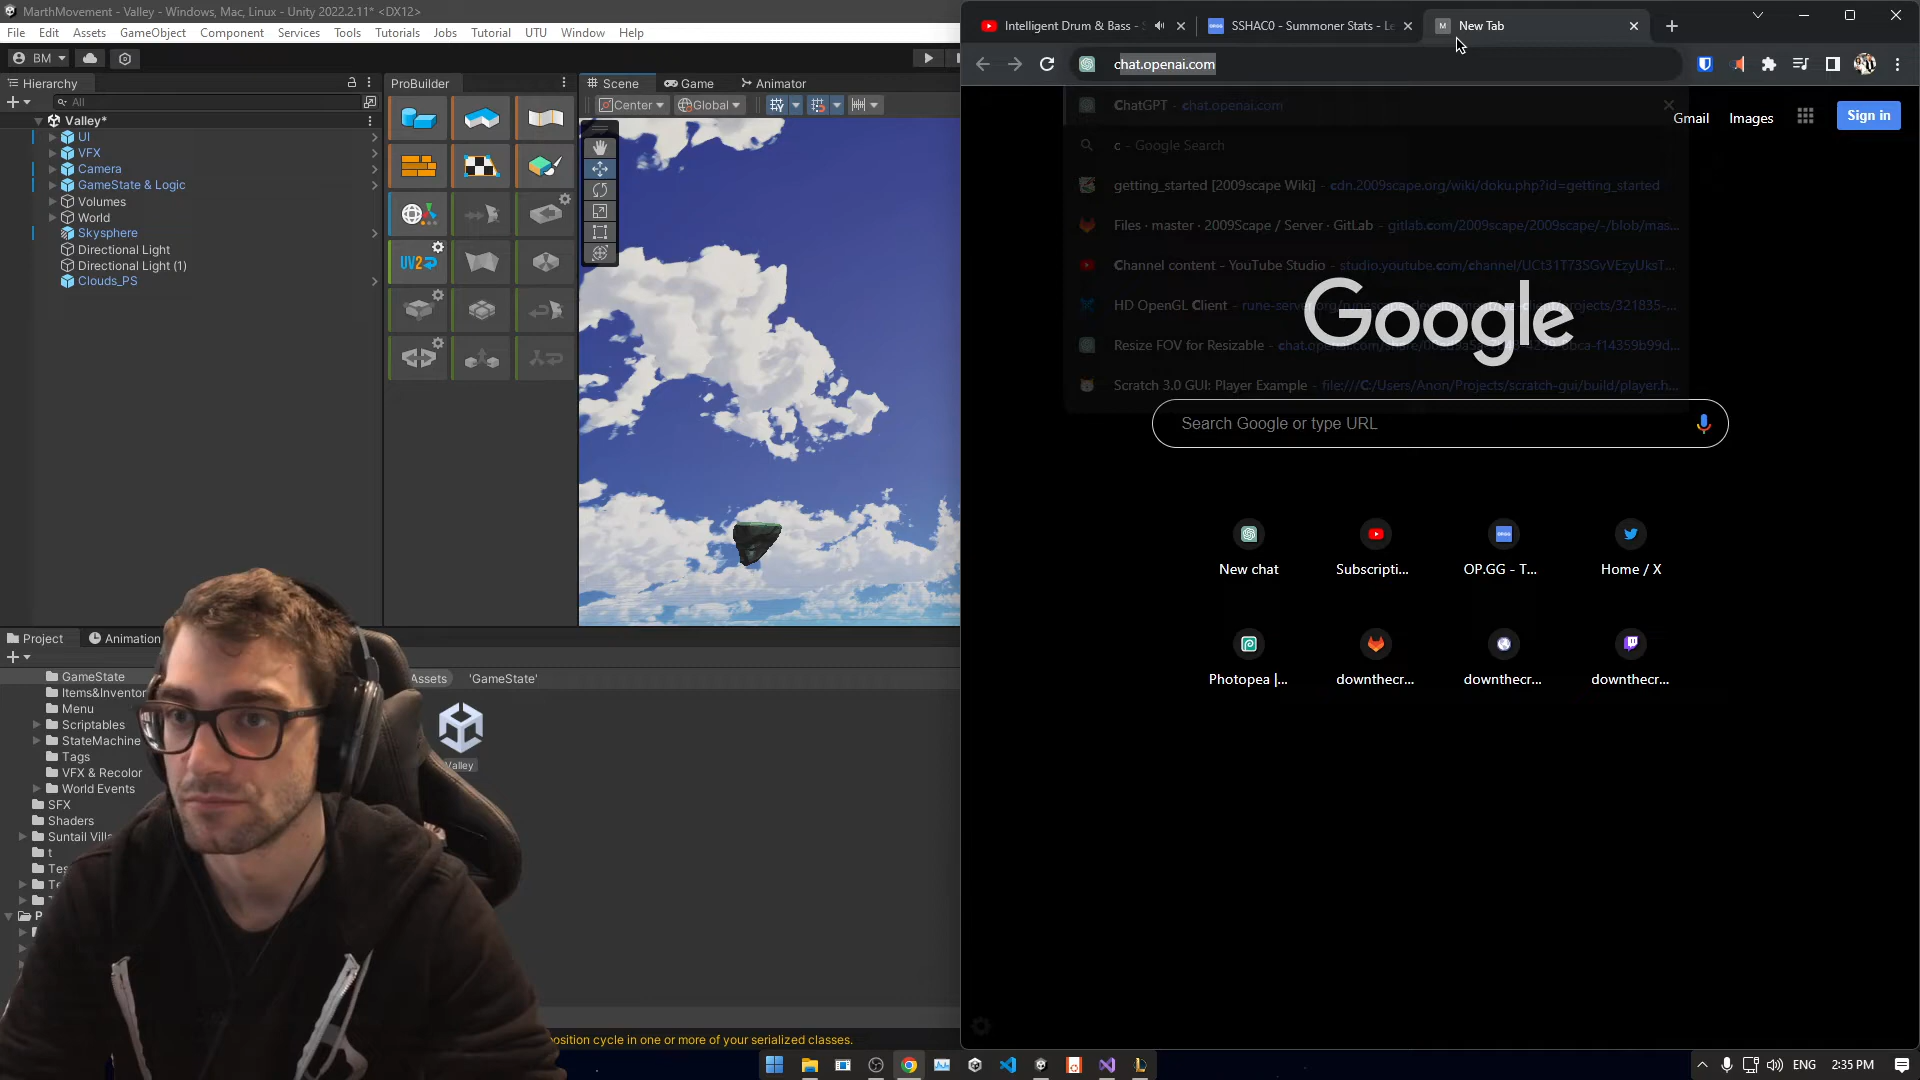 MarthMovement - Valley - Windows, Mac, Linux - Unity 2022.2.11* <DX12>
File Edit Assets GameObject Component Services Tools Tutorials Jobs Tutorial UTU Window Help
BM
Hierarchy
All
Valley*
UI
VFX
Camera
GameState & Logic
Volumes
World
Skysphere
Directional Light
Directional Light (1)
Clouds_PS
ProBuilder
UV2
Scene Game Animator
Center Global
Project Animation
GameState
Items&Inventor
Menu
Scriptables
StateMachine
Tags
VFX & Recolor
World Events
SFX
Shaders
Suntail Villa
t
Tes
Te
P
Assets 'GameState'
Valley
osition cycle in one or more of your serialized classes.
Intelligent Drum & Bass - S
SSHAC0 - Summoner Stats - Le
New Tab
chat.openai.com
ChatGPT - chat.openai.com
c - Google Search
getting_started [2009scape Wiki] - cdn.2009scape.org/wiki/doku.php?id=getting_started
Files · master · 2009Scape / Server · GitLab - gitlab.com/2009scape/2009scape/-/blob/mas...
Channel content - YouTube Studio - studio.youtube.com/channel/UCt31T73SGvVEzyUksT...
HD OpenGL Client
Resize FOV for Resizable
Scratch 3.0 GUI: Player Example - file:///C:/Users/Anon/Projects/scratch-gui/build/player.h...
Gmail Images Sign in
Google
Search Google or type URL
New chat
Subscripti...
OP.GG - T...
Home / X
Photopea |...
downthecr...
downthecr...
downthecr...
ENG 2:35 PM